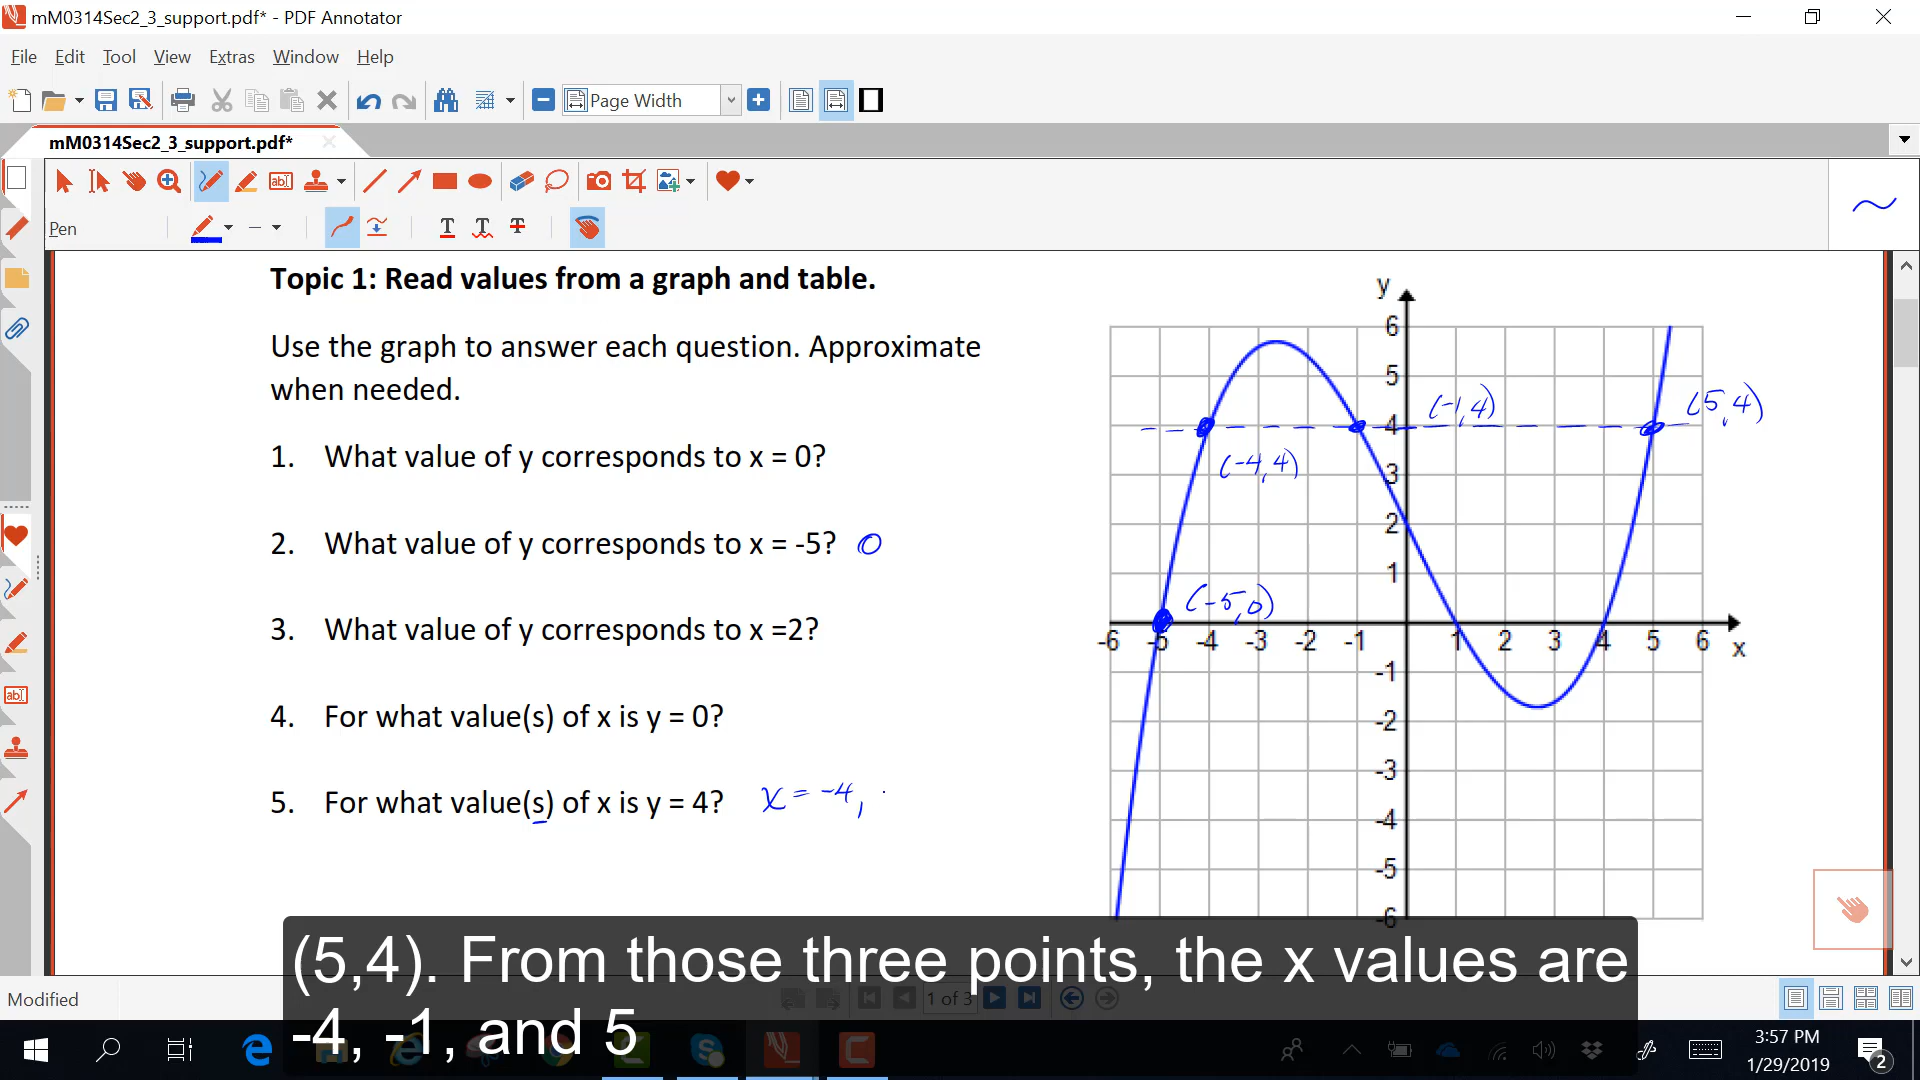 mM0314Sec2_3_support.pdf* - PDF Annotator
File Edit Tool View Extras Window Help
Page Width
mM0314Sec2_3_support.pdf*
Pen
Topic 1: Read values from a graph and table.
Use the graph to answer each question. Approximate
when needed.
1. What value of y corresponds to x = 0?
2. What value of y corresponds to x = -5? 0
3. What value of y corresponds to x =2?
4. For what value(s) of x is y = 0?
5. For what value(s) of x is y = 4? x = -4,
y
6
5
(-1,4)
(5,4)
4
(-4,4)
3
2
1
(-5,0)
-6 -5 -4 -3 -2 -1 1 2 3 4 5 6 x
-1
-2
-3
-4
-5
-6
(5,4). From those three points, the x values are
-4, -1, and 5
Modified
1 of 3
3:57 PM
1/29/2019
2